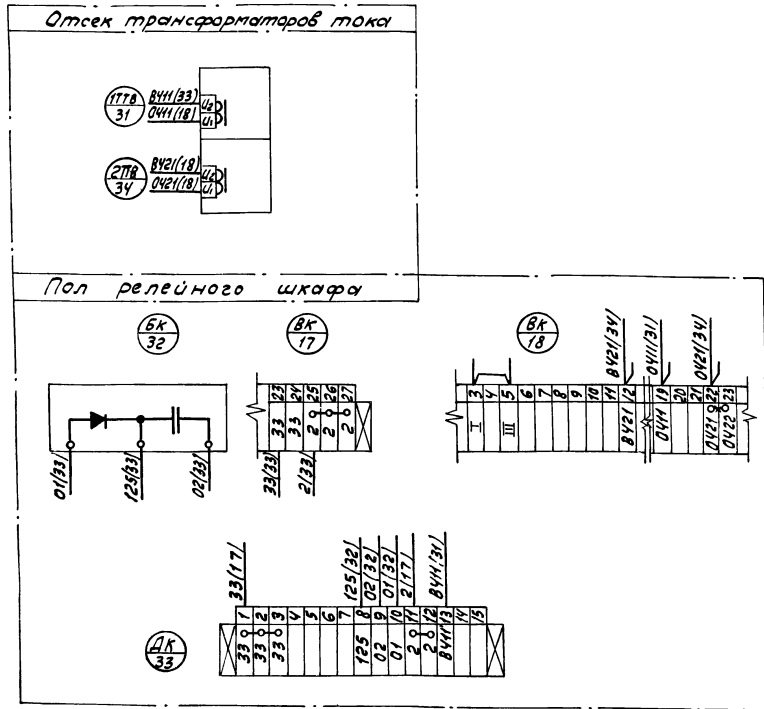 Отсек трансформаторов тока
1ТТВ
31
В411(33)
О411(18)
И2
И1
2ТТВ
34
В421(18)
О421(18)
И2
И1
Пол релейного шкафа
БК
32
ВК
17
ВК
18
01(33)
125(33)
02(33)
23 24 25 26 27
33 33 2 2 2
33(33)
2(33)
В421(34)
О411(31)
О421(34)
3 4 5 6 7 8 9 10 11 12 19 20 21 22 23
I III В421 О411 О421 О422
33(17)
125(32)
02(32)
01(32)
2(17)
В411(31)
1 2 3 4 5 6 7 8 9 10 11 12 13 14 15
33 33 33 125 02 01 2 2 В411
ДК
33